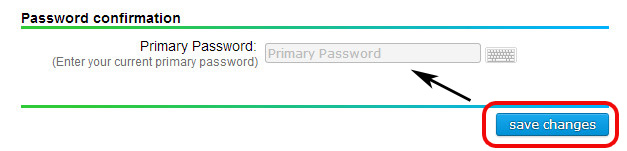 Password confirmation
Primary Password: Primary Password
(Enter your current primary password)
save changes